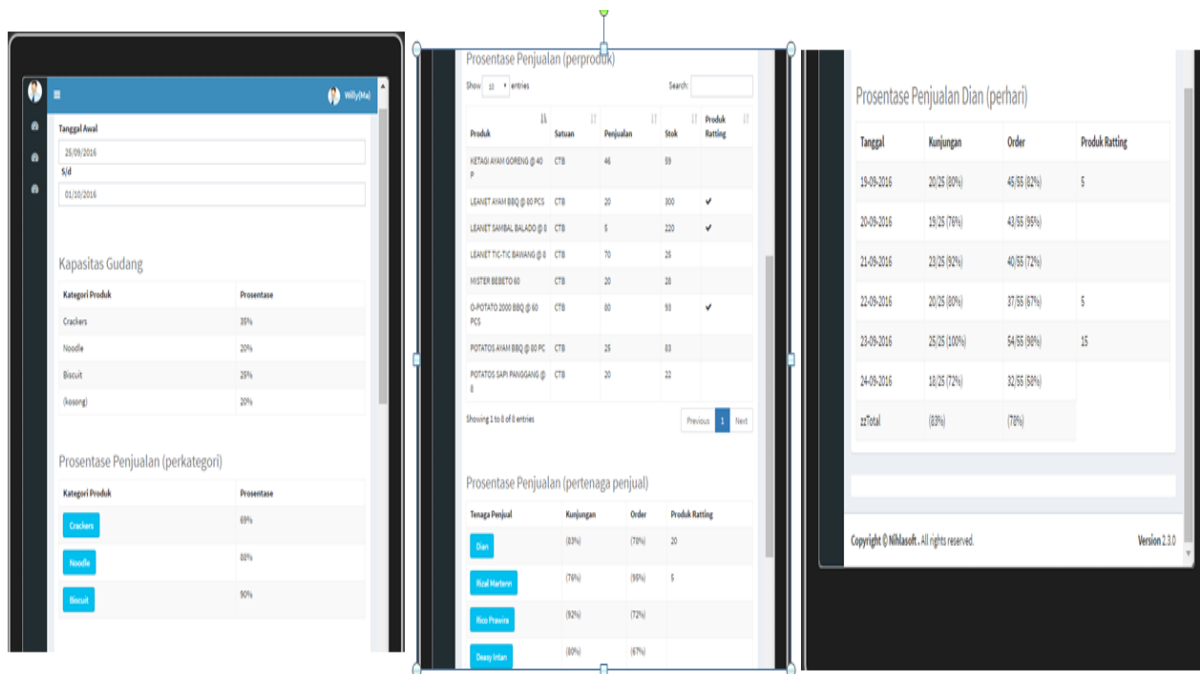 Willy(Ma)
Tanggal Awal
25/09/2016
S/d
01/10/2016
Kapasitas Gudang
Kategori Produk Prosentase
Crackers 35%
Noodle 20%
Biscuit 25%
(kosong) 20%
Prosentase Penjualan (perkategori)
Kategori Produk Prosentase
Crackers 69%
Noodle 88%
Biscuit 90%
Prosentase Penjualan (perproduk)
Show 10 entries Search:
Produk Satuan Penjualan Stok Produk Ratting
KETAGI AYAM GORENG @ 40 P CTB 46 59
LEANET AYAM BBQ @ 80 PCS CTB 20 300 ✔
LEANET SAMBAL BALADO @ 8 CTB 5 220 ✔
LEANET TIC-TIC BAWANG @ 8 CTB 70 25
MISTER BEBETO 60 CTB 20 28
O-POTATO 2000 BBQ @ 60 PCS CTB 80 93 ✔
POTATOS AYAM BBQ @ 80 PC CTB 25 83
POTATOS SAPI PANGGANG @ 8 CTB 20 22
Showing 1 to 8 of 8 entries Previous 1 Next
Prosentase Penjualan (pertenaga penjual)
Tenaga Penjual Kunjungan Order Produk Ratting
Dian (83%) (78%) 20
Rizal Martenn (76%) (95%) 5
Rico Prawira (92%) (72%)
Deasy Intan (80%) (67%)
Prosentase Penjualan Dian (perhari)
Tanggal Kunjungan Order Produk Ratting
19-09-2016 20/25 (80%) 45/55 (82%) 5
20-09-2016 19/25 (76%) 43/55 (95%)
21-09-2016 23/25 (92%) 40/55 (72%)
22-09-2016 20/25 (80%) 37/55 (67%) 5
23-09-2016 25/25 (100%) 54/55 (98%) 15
24-09-2016 18/25 (72%) 32/55 (58%)
zzTotal (83%) (78%)
Copyright © Nihlasoft. All rights reserved. Version 2.3.0